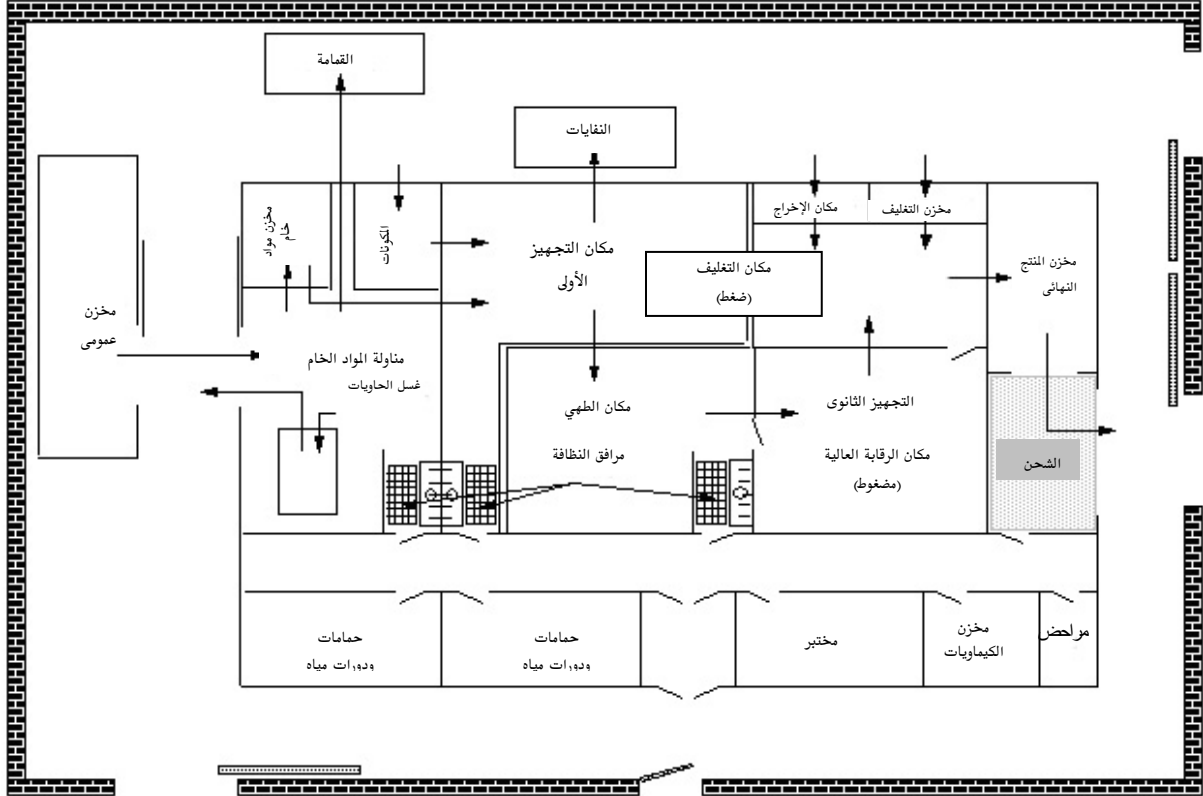 القمامة
النفايات
مخزن مواد
خام
المكونات
مكان الإخراج
مخزن التغليف
مكان التجهيز
الأولى
مكان التغليف
(ضغط)
مخزن المنتج
النهائى
مخزن
عمومى
مناولة المواد الخام
غسل الحاويات
مكان الطهي
مرافق النظافة
التجهيز الثانوى
مكان الرقابة العالية
(مضغوط)
الشحن
حمامات
ودورات مياه
حمامات
ودورات مياه
مختبر
مخزن
الكيماويات
مراحض